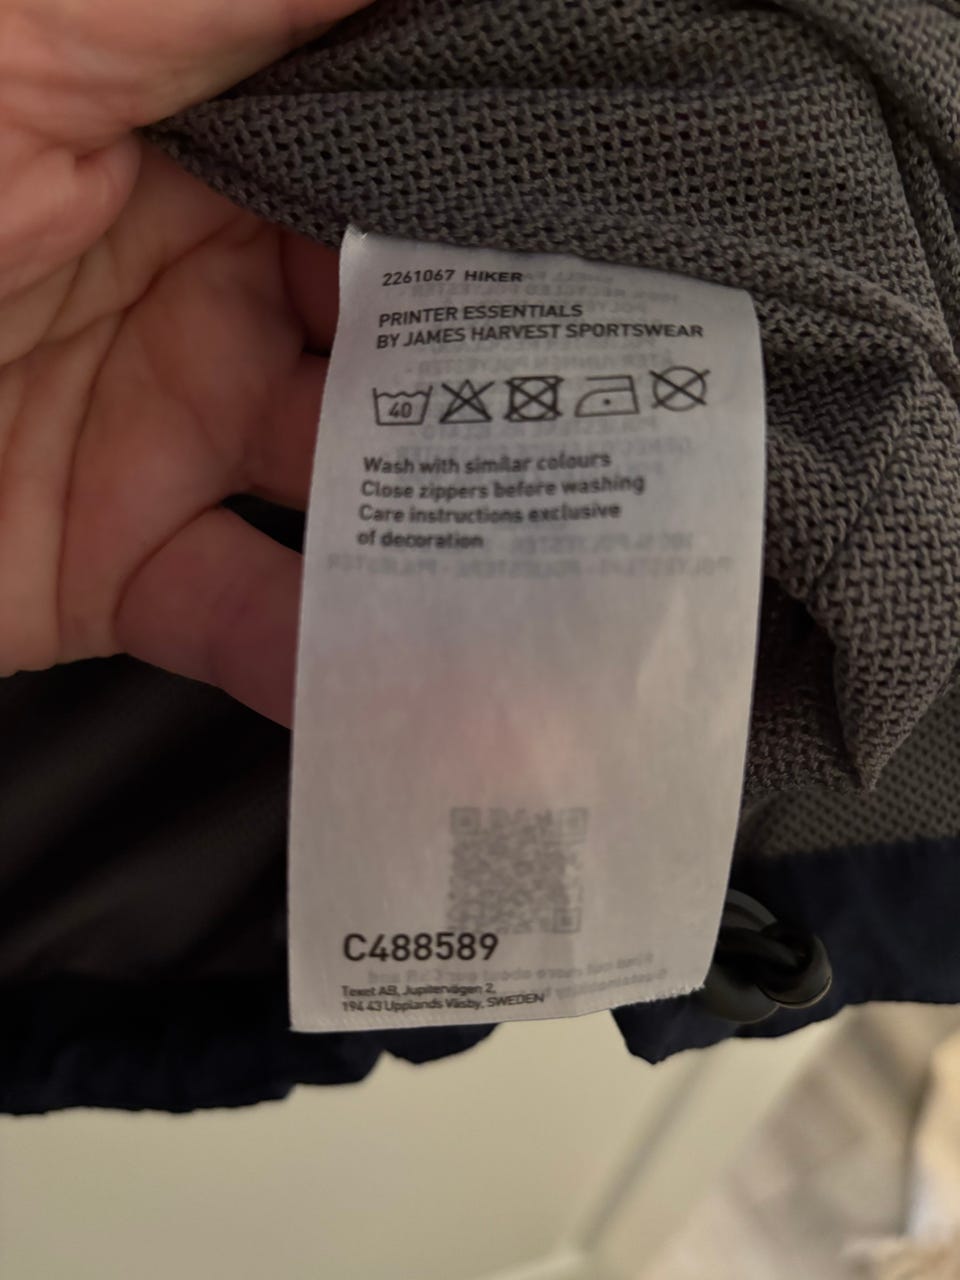 2261067 HIKER
PRINTER ESSENTIALS
BY JAMES HARVEST SPORTSWEAR
40
Wash with similar colours
Close zippers before washing
Care instructions exclusive
of decoration
C488589
Texet AB, Jupitervägen 2,
194 43 Upplands Väsby, SWEDEN